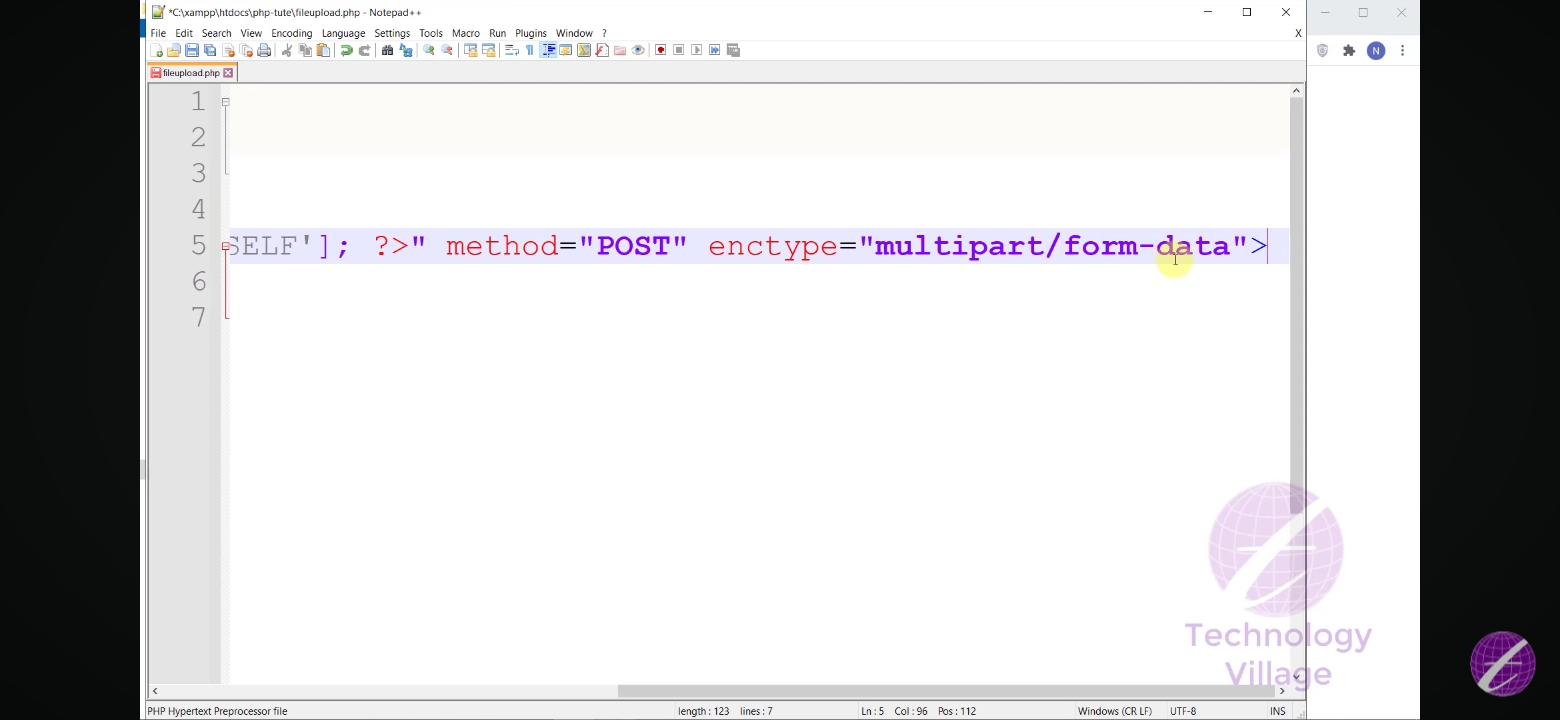 *C:\xampp\htdocs\php-tute\fileupload.php - Notepad++
File Edit Search View Encoding Language Settings Tools Macro Run Plugins Window ? X
N
fileupload.php
1
2
3
4
5 SELF']; ?>" method="POST" enctype="multipart/form-data">
6
7
Technology
Village
PHP Hypertext Preprocessor file length : 123 lines : 7 Ln : 5 Col : 96 Pos : 112 Windows (CR LF) UTF-8 INS